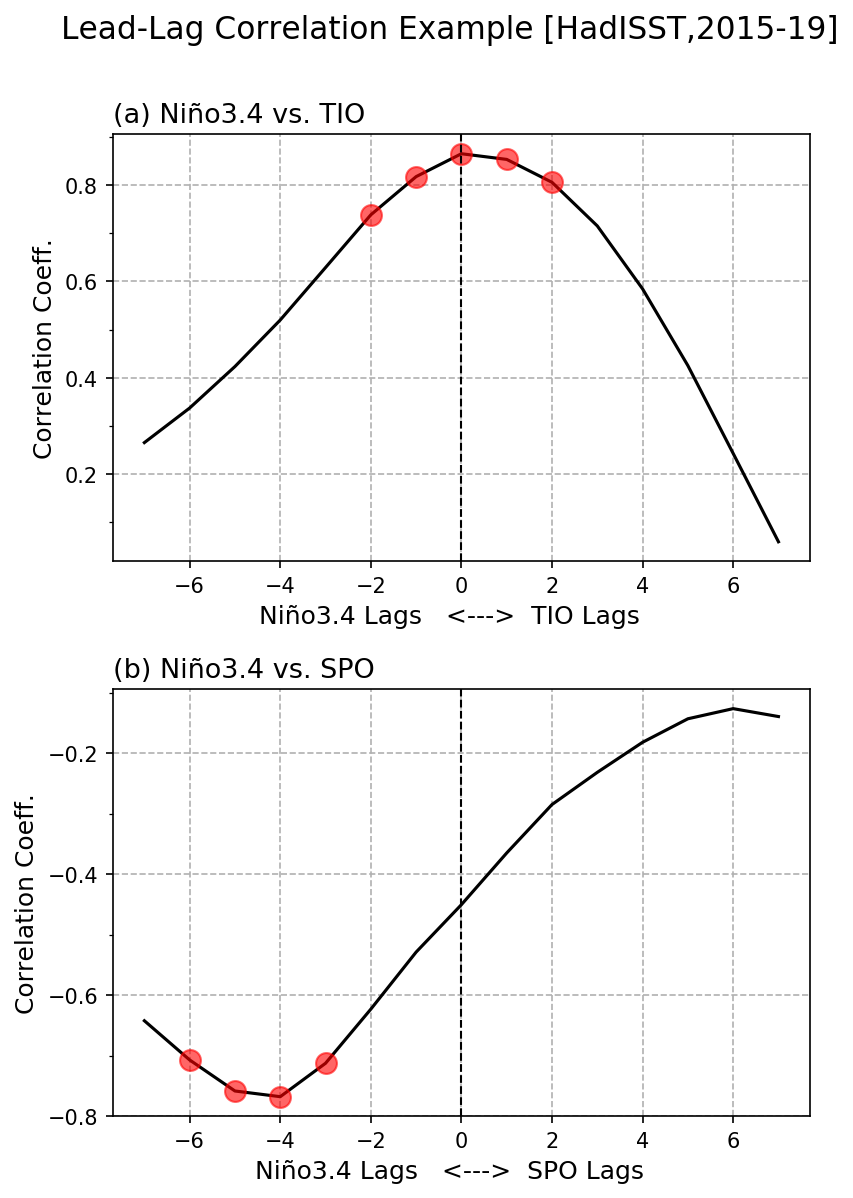 Lead-Lag Correlation Example [HadISST,2015-19]
(a) Niño3.4 vs. TIO
Correlation Coeff.
0.8
0.6
0.4
0.2
−6 −4 −2 0 2 4 6
Niño3.4 Lags <---> TIO Lags
(b) Niño3.4 vs. SPO
Correlation Coeff.
−0.2
−0.4
−0.6
−0.8
−6 −4 −2 0 2 4 6
Niño3.4 Lags <---> SPO Lags